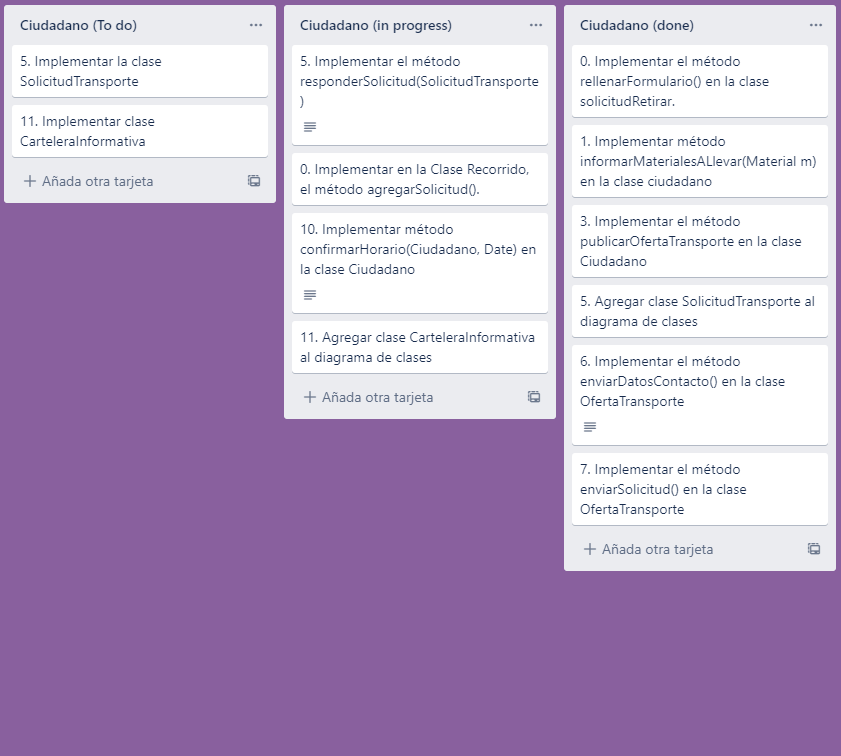 Ciudadano (To do)
5. Implementar la clase
SolicitudTransporte
11. Implementar clase
CarteleraInformativa
Añada otra tarjeta
Ciudadano (in progress)
5. Implementar el método
responderSolicitud(SolicitudTransporte
)
0. Implementar en la Clase Recorrido,
el método agregarSolicitud().
10. Implementar método
confirmarHorario(Ciudadano, Date) en
la clase Ciudadano
11. Agregar clase CarteleraInformativa
al diagrama de clases
Añada otra tarjeta
Ciudadano (done)
0. Implementar el método
rellenarFormulario() en la clase
solicitudRetirar.
1. Implementar método
informarMaterialesALlevar(Material m)
en la clase ciudadano
3. Implementar el método
publicarOfertaTransporte en la clase
Ciudadano
5. Agregar clase SolicitudTransporte al
diagrama de clases
6. Implementar el método
enviarDatosContacto() en la clase
OfertaTransporte
7. Implementar el método
enviarSolicitud() en la clase
OfertaTransporte
Añada otra tarjeta